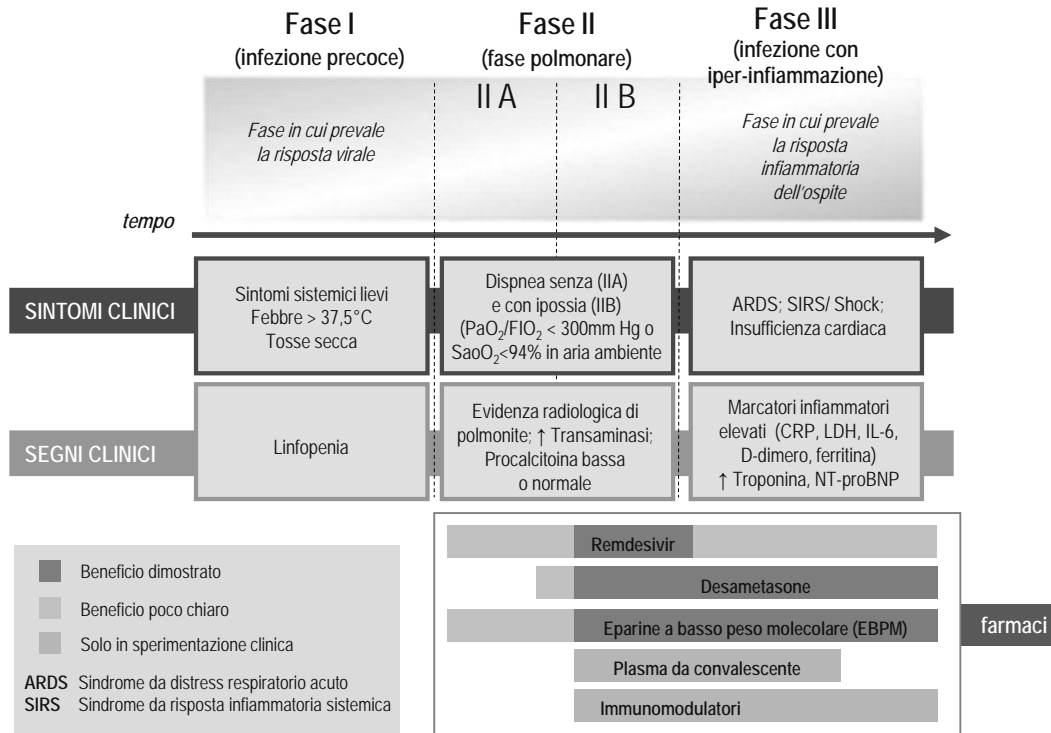 Fase I
(infezione precoce)
Fase II
(fase polmonare)
Fase III
(infezione con
iper-infiammazione)
II A
II B
Fase in cui prevale
la risposta virale
Fase in cui prevale
la risposta
infiammatoria
dell'ospite
tempo
SINTOMI CLINICI
Sintomi sistemici lievi
Febbre > 37,5°C
Tosse secca
Dispnea senza (IIA)
e con ipossia (IIB)
(PaO₂/FIO₂ < 300mm Hg o
SaoO₂<94% in aria ambiente
ARDS; SIRS/ Shock;
Insufficienza cardiaca
SEGNI CLINICI
Linfopenia
Evidenza radiologica di
polmonite; ↑ Transaminasi;
Procalcitoina bassa
o normale
Marcatori infiammatori
elevati (CRP, LDH, IL-6,
D-dimero, ferritina)
↑ Troponina, NT-proBNP
Beneficio dimostrato
Beneficio poco chiaro
Solo in sperimentazione clinica
ARDS Sindrome da distress respiratorio acuto
SIRS Sindrome da risposta infiammatoria sistemica
Remdesivir
Desametasone
Eparine a basso peso molecolare (EBPM)
Plasma da convalescente
Immunomodulatori
farmaci